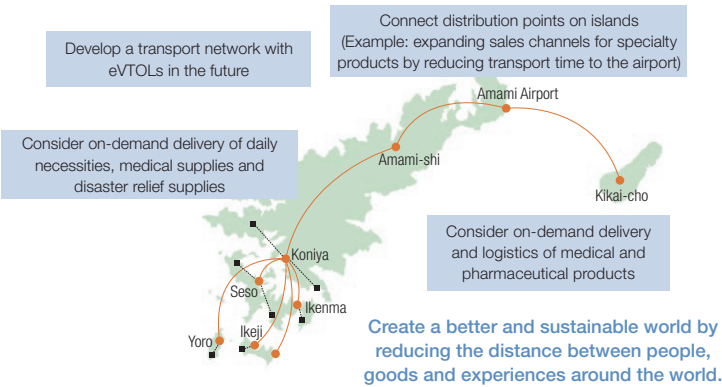 Connect distribution points on islands
(Example: expanding sales channels for specialty
products by reducing transport time to the airport)
Develop a transport network with
eVTOLs in the future
Amami Airport
Consider on-demand delivery of daily
necessities, medical supplies and
disaster relief supplies
Amami-shi
Kikai-cho
Consider on-demand delivery
and logistics of medical and
pharmaceutical products
Koniya
Seso
Ikenma
Ikeji
Yoro
Create a better and sustainable world by
reducing the distance between people,
goods and experiences around the world.